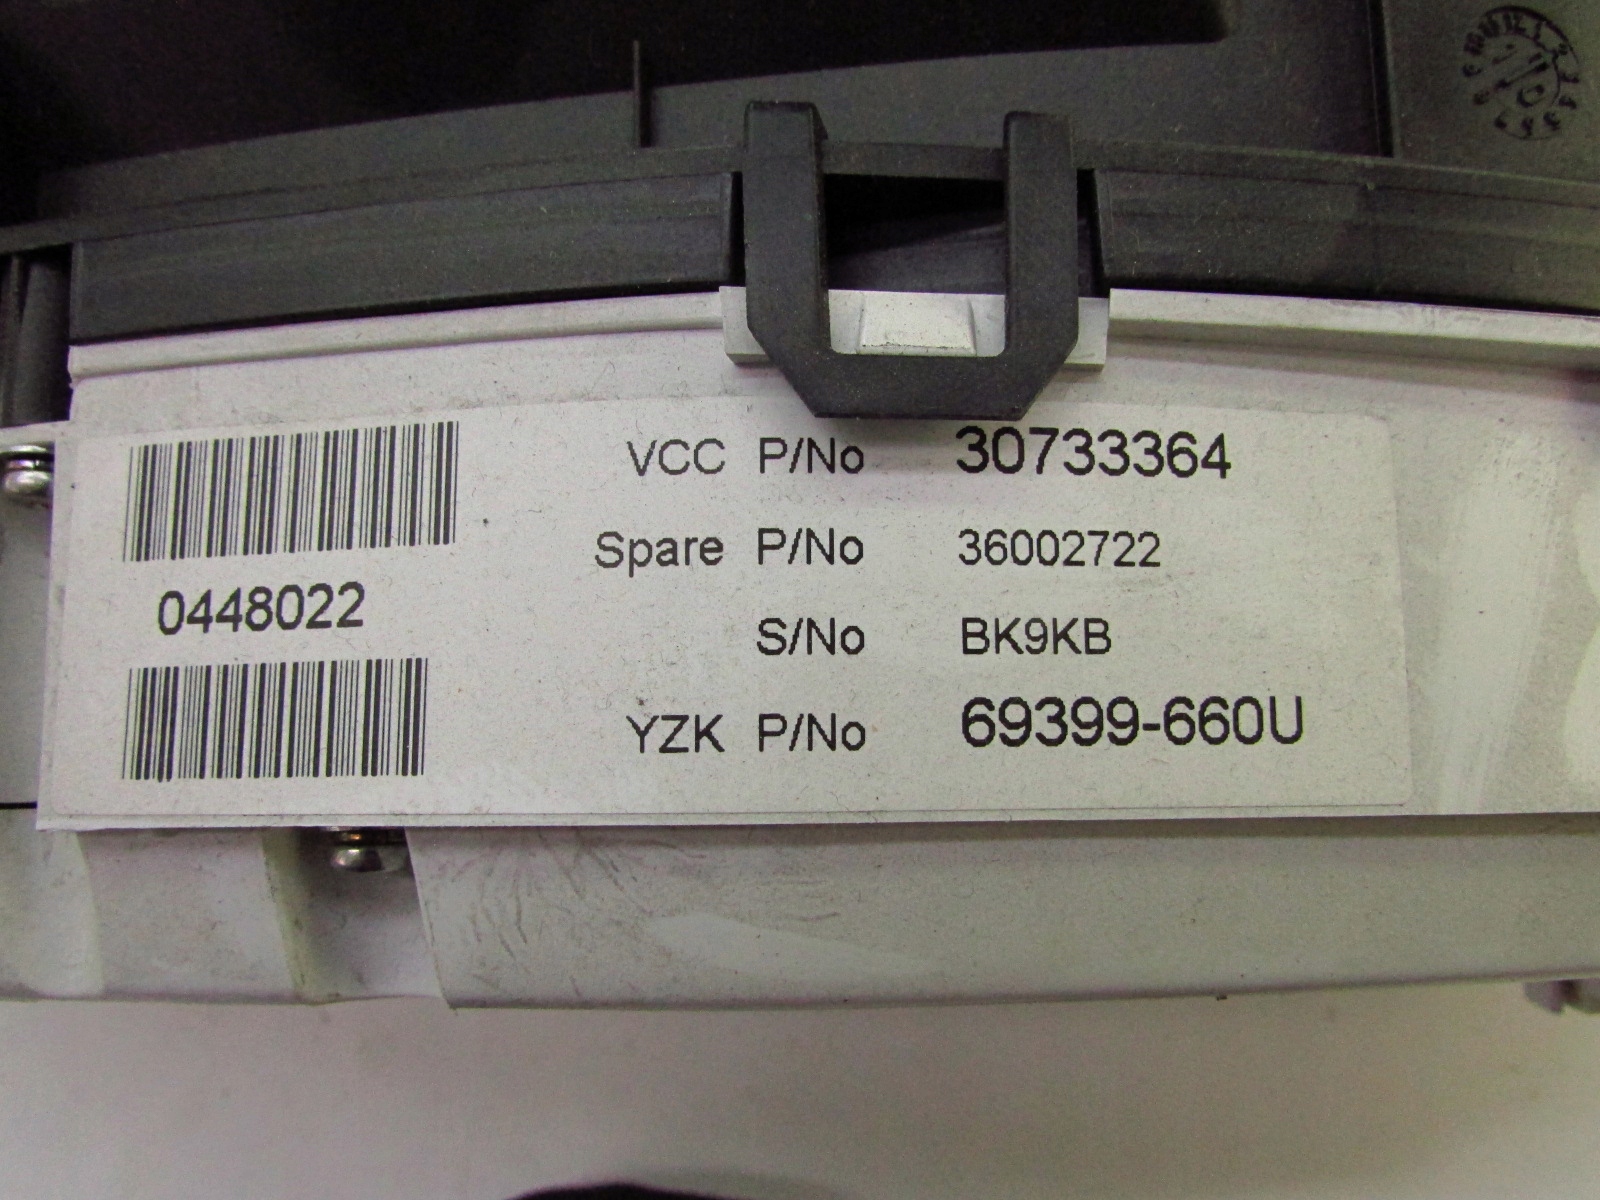 VCC P/No 30733364
Spare P/No 36002722
0448022
S/No BK9KB
YZK P/No 69399-660U